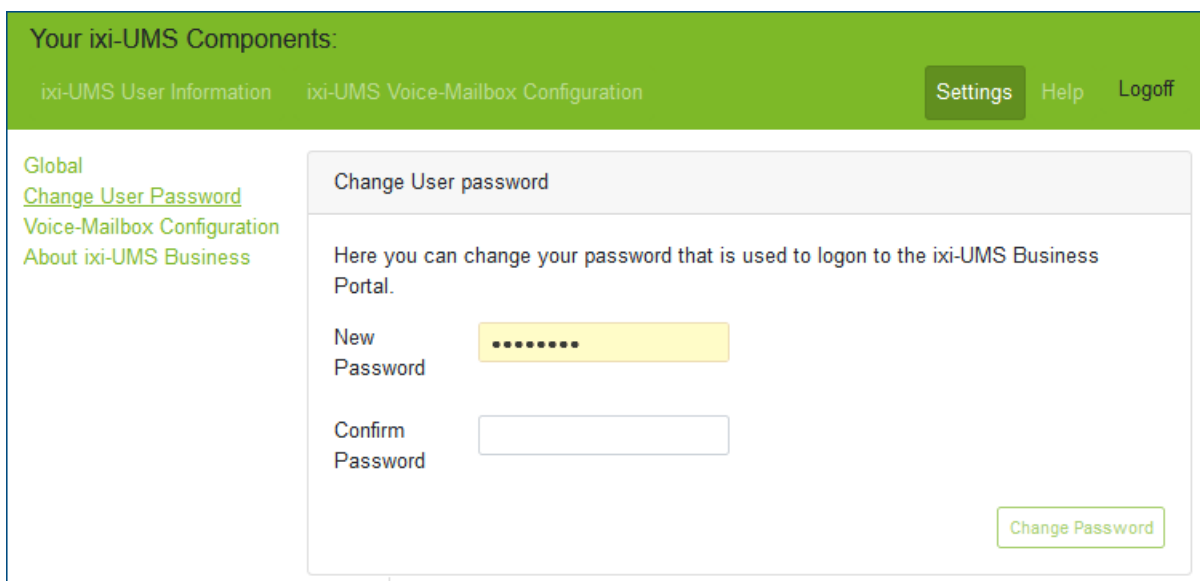 Your ixi-UMS Components:
ixi-UMS User Information ixi-UMS Voice-Mailbox Configuration Settings Help Logoff
Global
Change User Password
Voice-Mailbox Configuration
About ixi-UMS Business
Change User password
Here you can change your password that is used to logon to the ixi-UMS Business
Portal.
New
Password
••••••••
Confirm
Password
Change Password